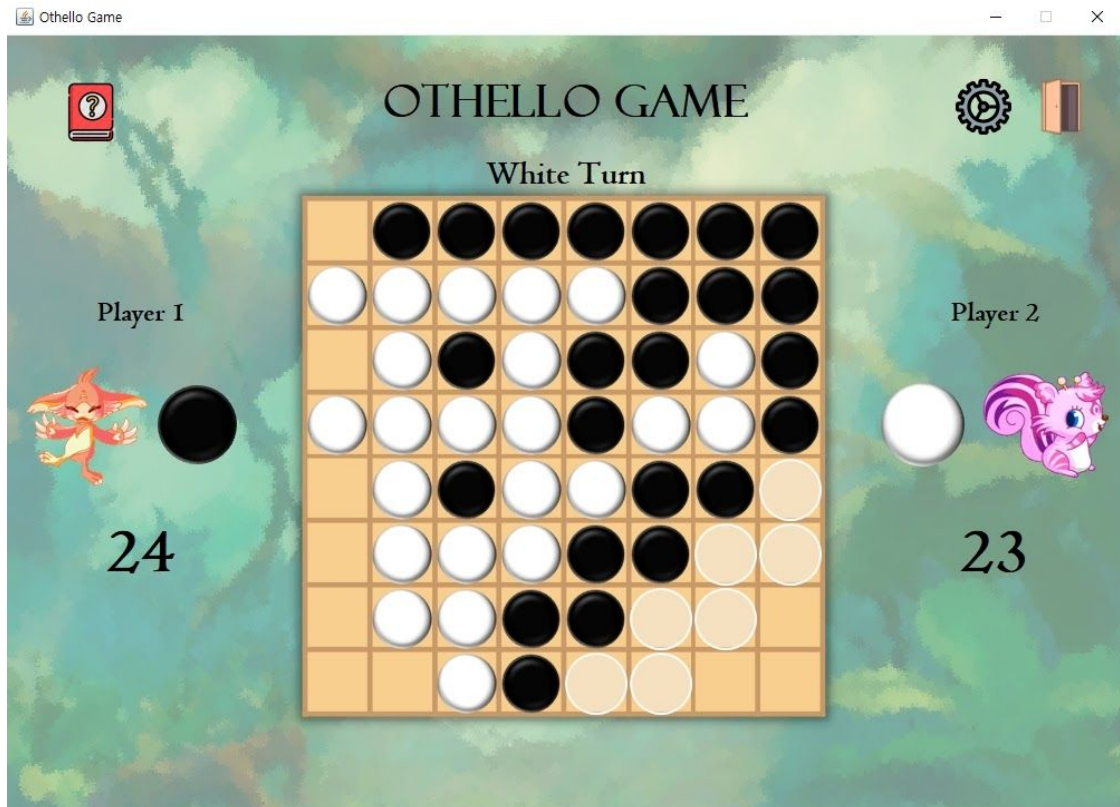 Othello Game
?
OTHELLO GAME
White Turn
Player 1
Player 2
24
23